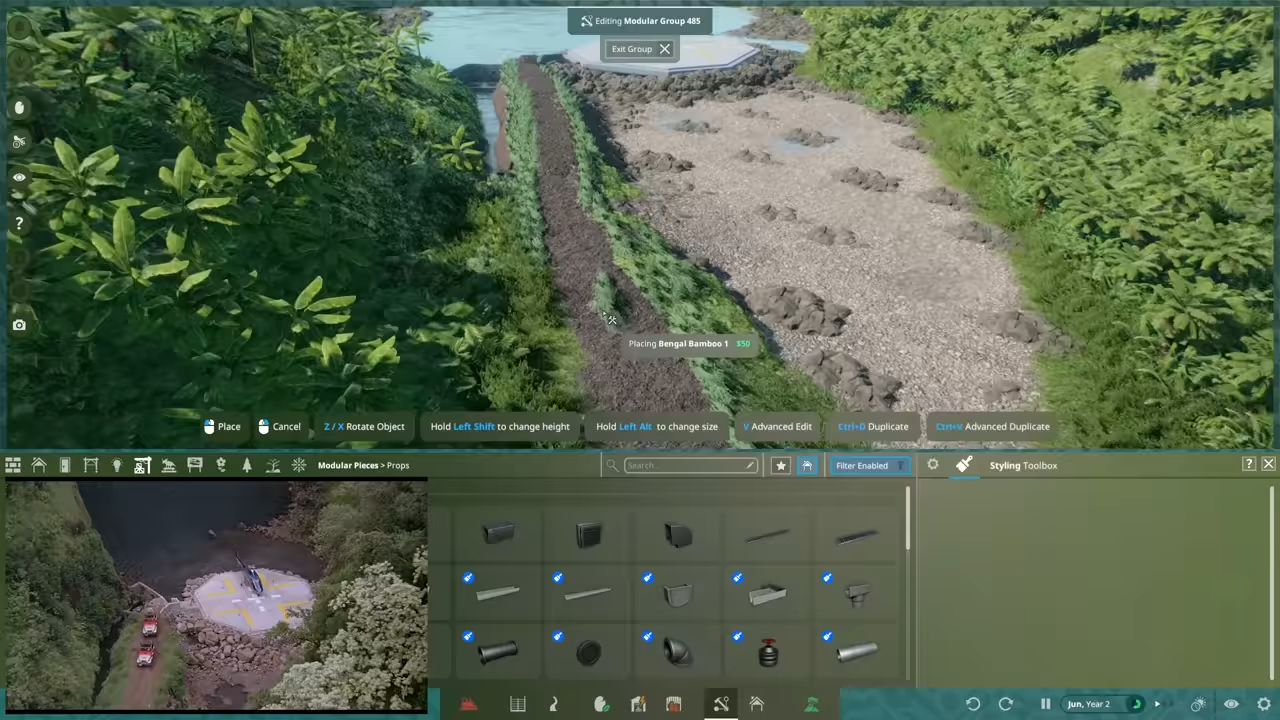 Editing Modular Group 485
Exit Group
Placing Bengal Bamboo 1 $50
Place
Cancel
Z / X Rotate Object
Hold Left Shift to change height
Hold Left Alt to change size
V Advanced Edit
Ctrl+D Duplicate
Ctrl+V Advanced Duplicate
Modular Pieces > Props
Search...
Filter Enabled
Styling Toolbox
?
?
Jun, Year 2